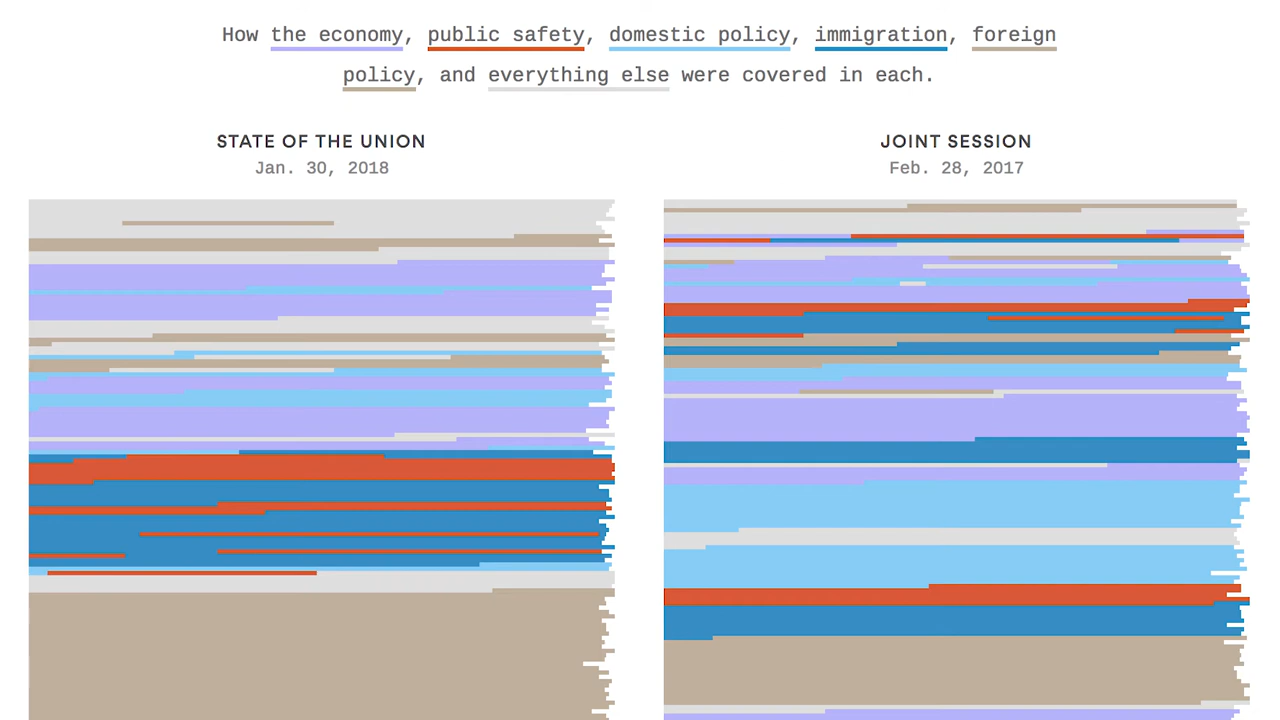 How the economy, public safety, domestic policy, immigration, foreign
policy, and everything else were covered in each.
STATE OF THE UNION
Jan. 30, 2018
JOINT SESSION
Feb. 28, 2017